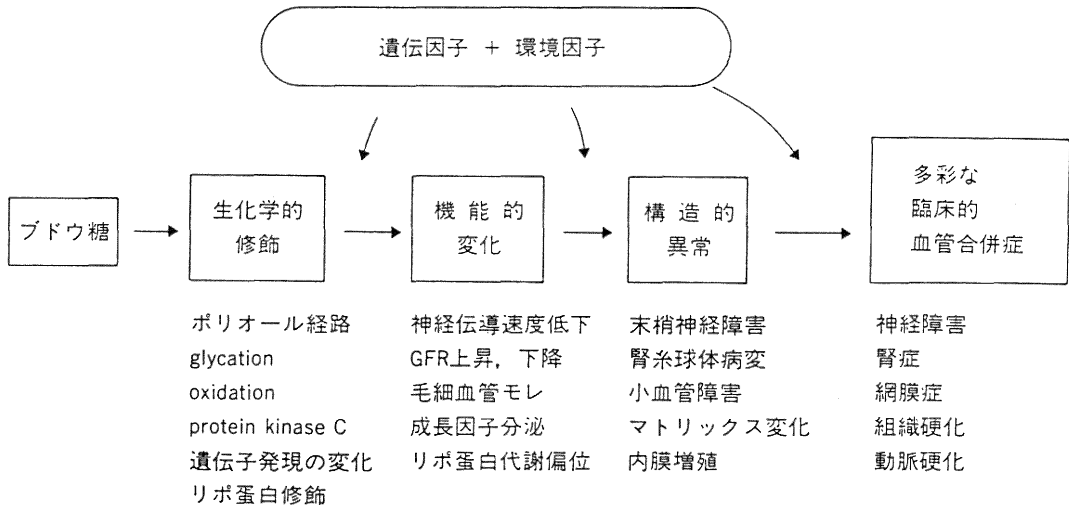 遺伝因子 + 環境因子
ブドウ糖
生化学的
修飾
機能的
変化
構造的
異常
多彩な
臨床的
血管合併症
ポリオール経路
glycation
oxidation
protein kinase C
遺伝子発現の変化
リポ蛋白修飾
神経伝導速度低下
GFR上昇, 下降
毛細血管モレ
成長因子分泌
リポ蛋白代謝偏位
末梢神経障害
腎糸球体病変
小血管障害
マトリックス変化
内膜増殖
神経障害
腎症
網膜症
組織硬化
動脈硬化